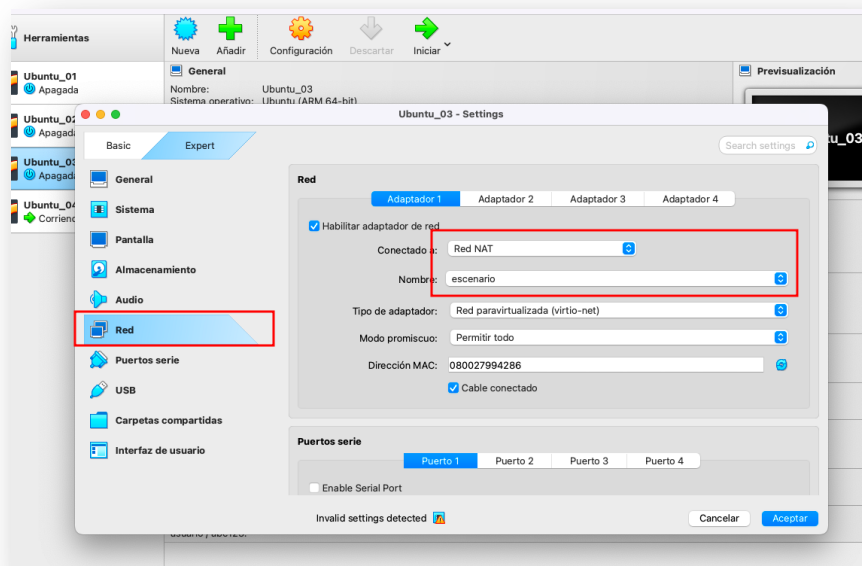 Herramientas
Nueva Añadir Configuración Descartar Iniciar
General
Previsualización
Ubuntu_01
Apagada
Nombre: Ubuntu_03
Sistema operativo: Ubuntu (ARM 64-bit)
Ubuntu_02
Apagada
Ubuntu_03
Apagada
Ubuntu_04
Corriend
u_03
Ubuntu_03 - Settings
Basic Expert
Search settings
General
Sistema
Pantalla
Almacenamiento
Audio
Red
Puertos serie
USB
Carpetas compartidas
Interfaz de usuario
Red
Adaptador 1 Adaptador 2 Adaptador 3 Adaptador 4
Habilitar adaptador de red
Conectado a: Red NAT
Nombre: escenario
Tipo de adaptador: Red paravirtualizada (virtio-net)
Modo promiscuo: Permitir todo
Dirección MAC: 080027994286
Cable conectado
Puertos serie
Puerto 1 Puerto 2 Puerto 3 Puerto 4
Enable Serial Port
Invalid settings detected
Cancelar Aceptar